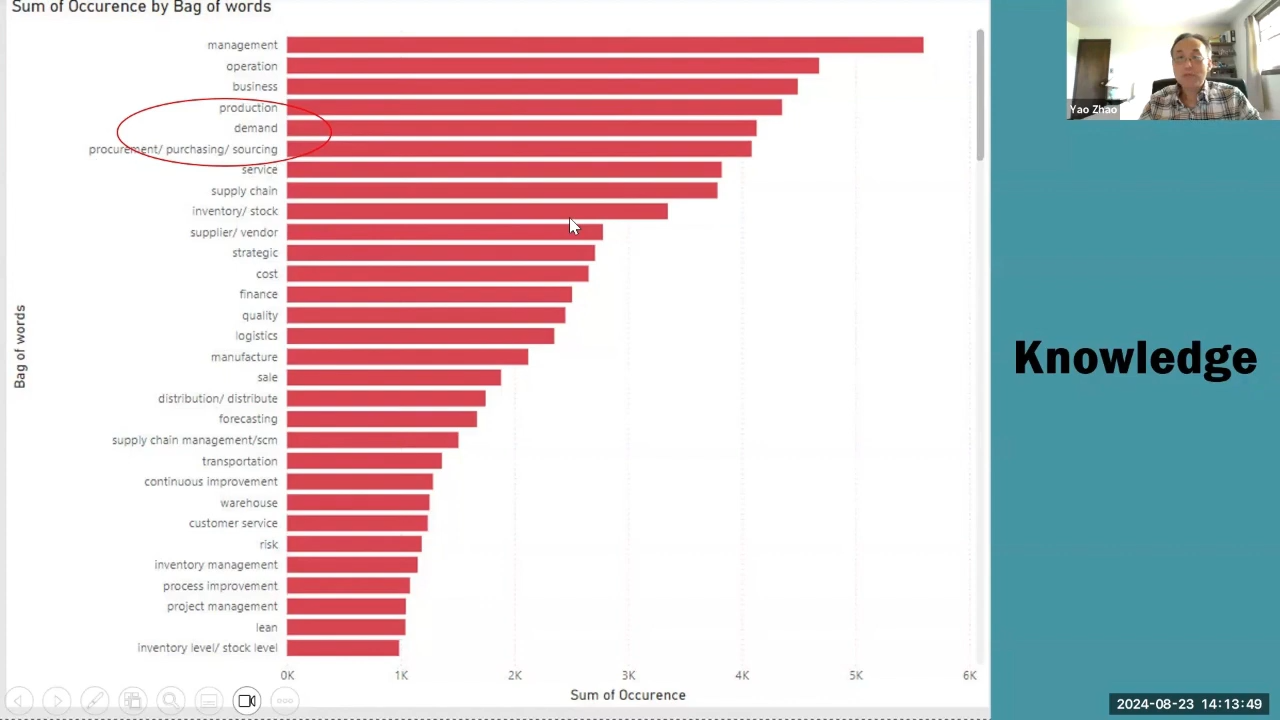 Sum of Occurence by Bag of words
management
operation
business
production
demand
procurement/ purchasing/ sourcing
service
supply chain
inventory/ stock
supplier/ vendor
strategic
cost
finance
quality
logistics
manufacture
sale
distribution/ distribute
forecasting
supply chain management/scm
transportation
continuous improvement
warehouse
customer service
risk
inventory management
process improvement
project management
lean
inventory level/ stock level
Bag of words
0K 1K 2K 3K 4K 5K 6K
Sum of Occurence
Yao Zhao
Knowledge
2024-08-23 14:13:49